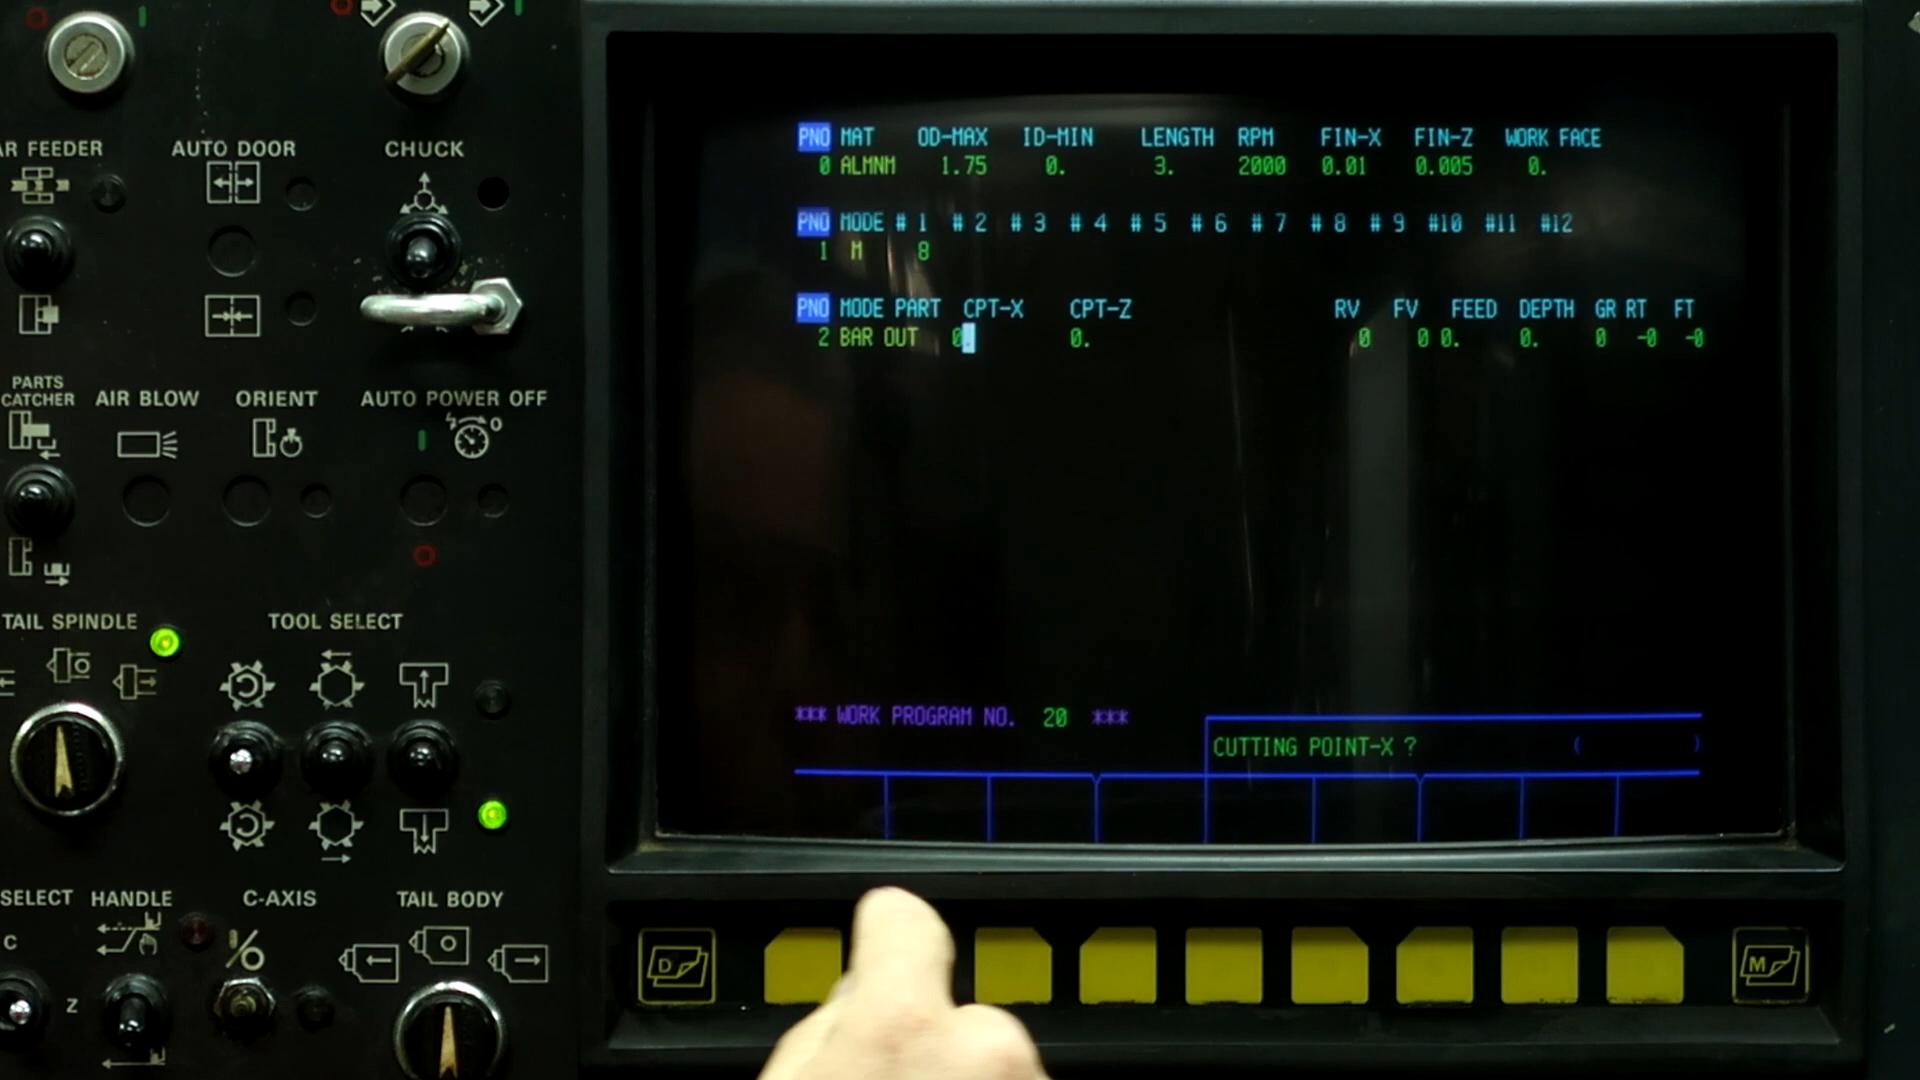 AR FEEDER
AUTO DOOR
CHUCK
PARTS
CATCHER
AIR BLOW
ORIENT
AUTO POWER OFF
TAIL SPINDLE
TOOL SELECT
SELECT
HANDLE
C-AXIS
TAIL BODY
C
Z
PNO MAT OD-MAX ID-MIN LENGTH RPM FIN-X FIN-Z WORK FACE
0 ALMNM 1.75 0. 3. 2000 0.01 0.005 0.
PNO MODE # 1 # 2 # 3 # 4 # 5 # 6 # 7 # 8 # 9 #10 #11 #12
1 M 8
PNO MODE PART CPT-X CPT-Z RV FV FEED DEPTH GR RT FT
2 BAR OUT 0. 0. 0 0 0. 0. 0 -0 -0
*** WORK PROGRAM NO. 20 ***
CUTTING POINT-X ? ( )
D
M